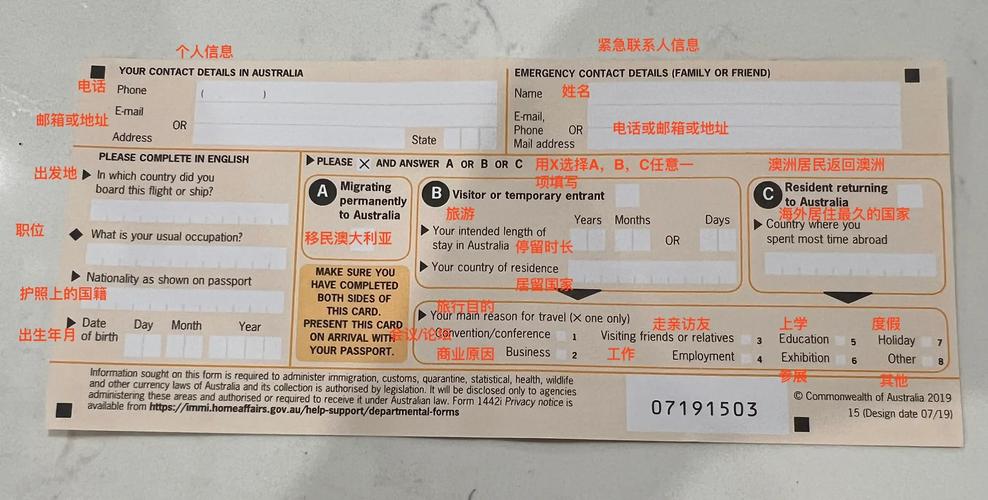 个人信息
紧急联系人信息
YOUR CONTACT DETAILS IN AUSTRALIA
电话 Phone ( )
E-mail
邮箱或地址 OR
Address State
EMERGENCY CONTACT DETAILS (FAMILY OR FRIEND)
Name 姓名
E-mail,
Phone OR 电话或邮箱或地址
Mail address
PLEASE COMPLETE IN ENGLISH
出发地 In which country did you
board this flight or ship?
职位 What is your usual occupation?
Nationality as shown on passport
护照上的国籍
Date Day Month Year
出生年月 of birth
PLEASE X AND ANSWER A OR B OR C
用X选择A，B，C任意一
项填写
A Migrating
permanently
to Australia
移民澳大利亚
MAKE SURE YOU
HAVE COMPLETED
BOTH SIDES OF
THIS CARD.
PRESENT THIS CARD
ON ARRIVAL WITH
YOUR PASSPORT.
B Visitor or temporary entrant
旅游
Years Months Days
Your intended length of
stay in Australia 停留时长 OR
Your country of residence
居留国家
澳洲居民返回澳洲
C Resident returning
to Australia
海外居住最久的国家
Country where you
spent most time abroad
旅行目的
Your main reason for travel (X one only)
会议/论坛
Convention/conference 1
走亲访友
Visiting friends or relatives 3
上学
Education 5
度假
Holiday 7
商业原因 Business 2
工作 Employment 4
Exhibition 6
参展
Other 8
其他
Information sought on this form is required to administer immigration, customs, quarantine, statistical, health, wildlife
and other currency laws of Australia and its collection is authorised by legislation. It will be disclosed only to agencies
administering these areas and authorised or required to receive it under Australian law. Form 1442i Privacy notice is
available from https://immi.homeaffairs.gov.au/help-support/departmental-forms
07191503
© Commonwealth of Australia 2019
15 (Design date 07/19)